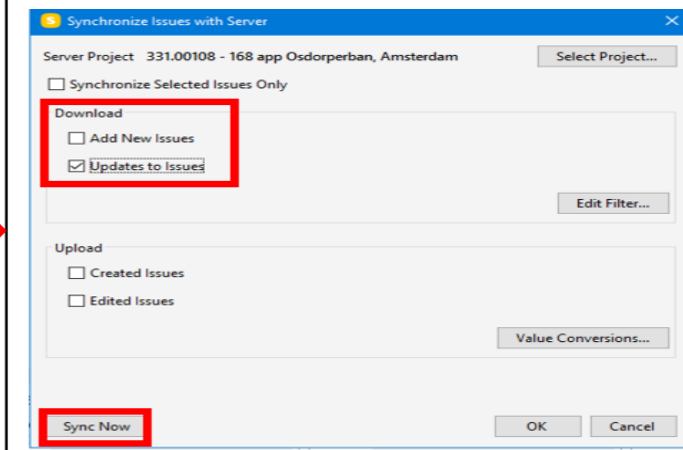 S Synchronize Issues with Server
Server Project 331.00108 - 168 app Osdorperban, Amsterdam Select Project...
Synchronize Selected Issues Only
Download
Add New Issues
Updates to Issues
Edit Filter...
Upload
Created Issues
Edited Issues
Value Conversions...
Sync Now OK Cancel